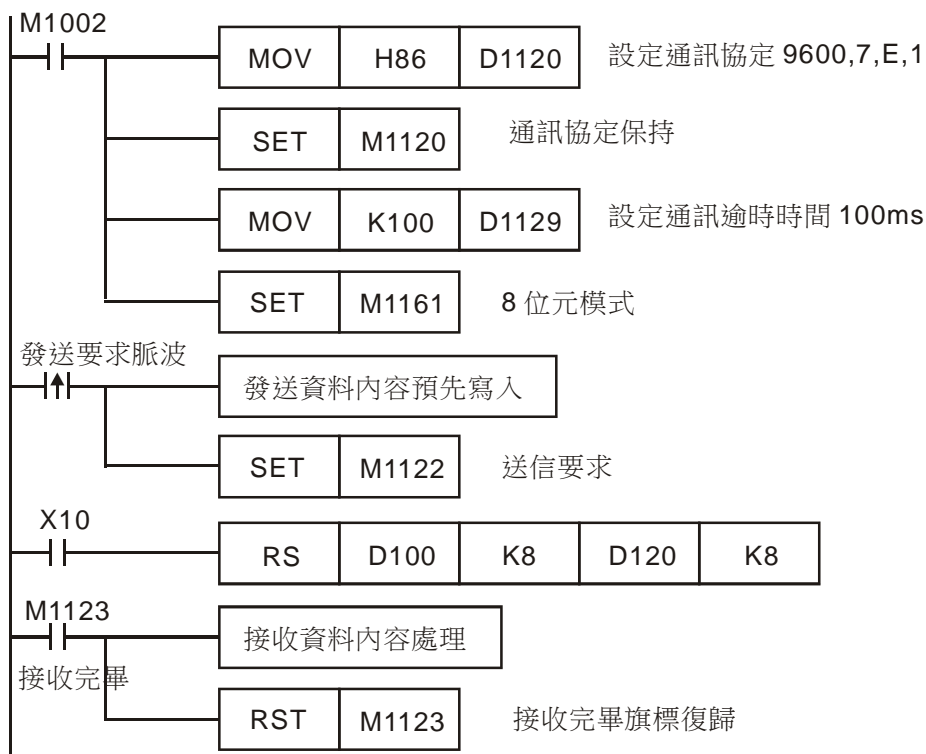 M1002
MOV H86 D1120 設定通訊協定 9600,7,E,1
SET M1120 通訊協定保持
MOV K100 D1129 設定通訊逾時時間 100ms
SET M1161 8 位元模式
發送要求脈波
發送資料內容預先寫入
SET M1122 送信要求
X10
RS D100 K8 D120 K8
M1123
接收資料內容處理
接收完畢
RST M1123 接收完畢旗標復歸